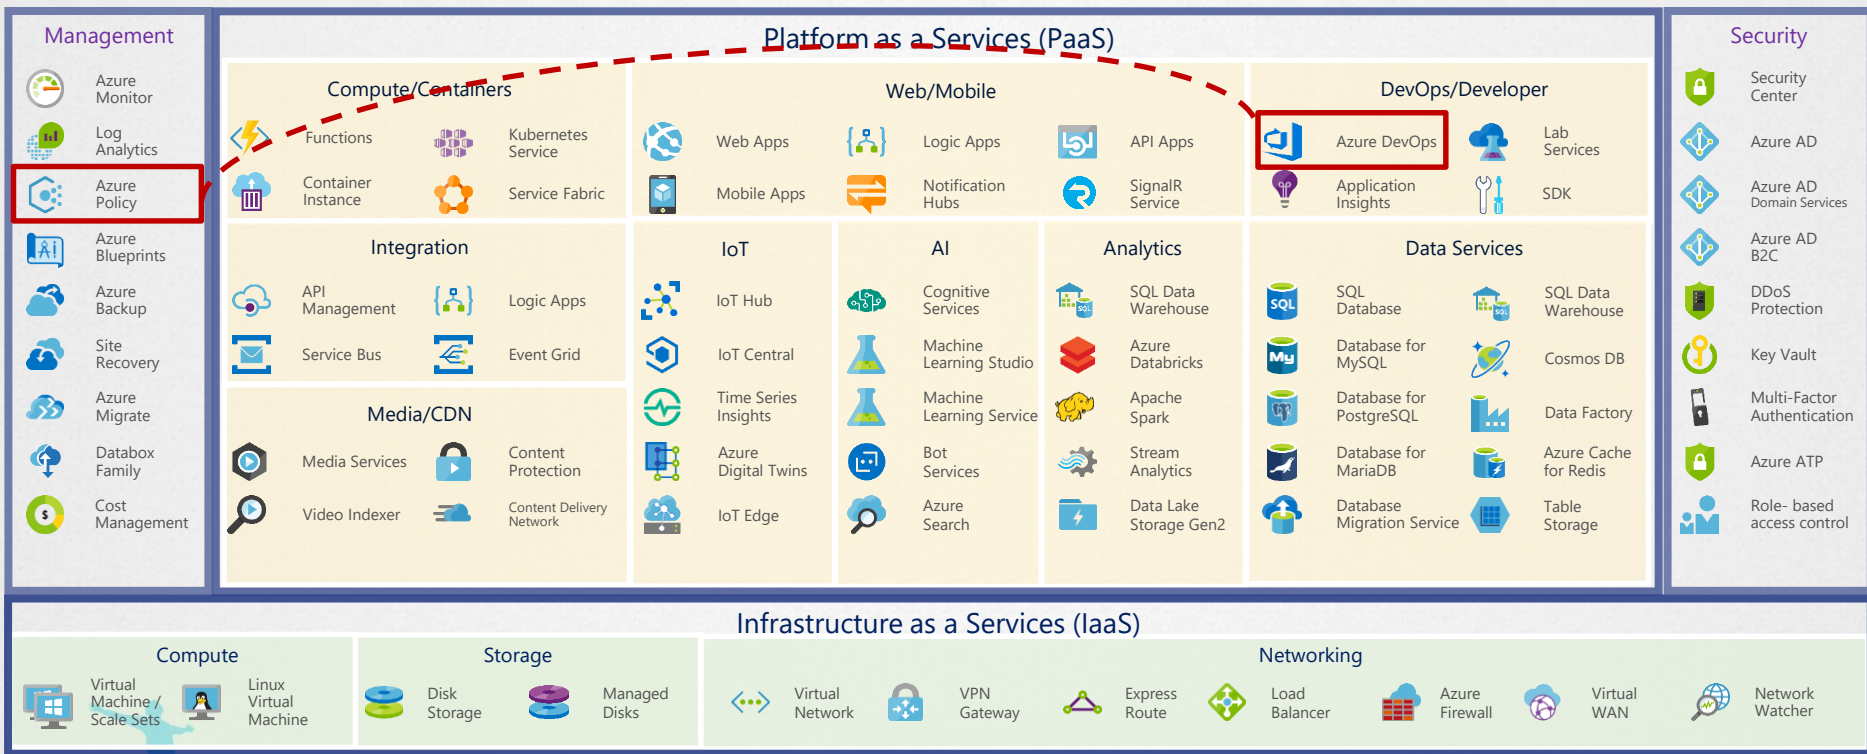 Management
Azure
Monitor
Log
Analytics
Azure
Policy
Azure
Blueprints
Azure
Backup
Site
Recovery
Azure
Migrate
Databox
Family
Cost
Management
Platform as a Services (PaaS)
Compute/Containers
Functions
Kubernetes
Service
Container
Instance
Service Fabric
Web/Mobile
Web Apps
Logic Apps
API Apps
Mobile Apps
Notification
Hubs
SignalR
Service
DevOps/Developer
Azure DevOps
Lab
Services
Application
Insights
SDK
Integration
API
Management
Logic Apps
Service Bus
Event Grid
Media/CDN
Media Services
Content
Protection
Video Indexer
Content Delivery
Network
IoT
IoT Hub
IoT Central
Time Series
Insights
Azure
Digital Twins
IoT Edge
AI
Cognitive
Services
Machine
Learning Studio
Machine
Learning Service
Bot
Services
Azure
Search
Analytics
SQL
SQL Data
Warehouse
Azure
Databricks
Apache
Spark
Stream
Analytics
Data Lake
Storage Gen2
Data Services
SQL
SQL
Database
SQL
SQL Data
Warehouse
My
Database for
MySQL
Cosmos DB
Database for
PostgreSQL
Data Factory
Database for
MariaDB
Azure Cache
for Redis
Database
Migration Service
Table
Storage
Security
Security
Center
Azure AD
Azure AD
Domain Services
Azure AD
B2C
DDoS
Protection
Key Vault
Multi-Factor
Authentication
Azure ATP
Role- based
access control
Infrastructure as a Services (IaaS)
Compute
Virtual
Machine /
Scale Sets
Linux
Virtual
Machine
Storage
Disk
Storage
Managed
Disks
Networking
Virtual
Network
VPN
Gateway
Express
Route
Load
Balancer
Azure
Firewall
Virtual
WAN
Network
Watcher